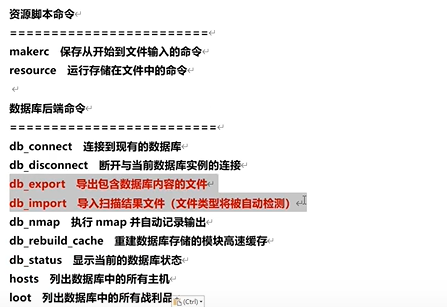 资源脚本命令
========================
makerc 保存从开始到文件输入的命令
resource 运行存储在文件中的命令
数据库后端命令
=========================
db_connect 连接到现有的数据库
db_disconnect 断开与当前数据库实例的连接
db_export 导出包含数据库内容的文件
db_import 导入扫描结果文件（文件类型将被自动检测）
db_nmap 执行 nmap 并自动记录输出
db_rebuild_cache 重建数据库存储的模块高速缓存
db_status 显示当前的数据库状态
hosts 列出数据库中的所有主机
loot 列出数据库中的所有战利品
(Ctrl)